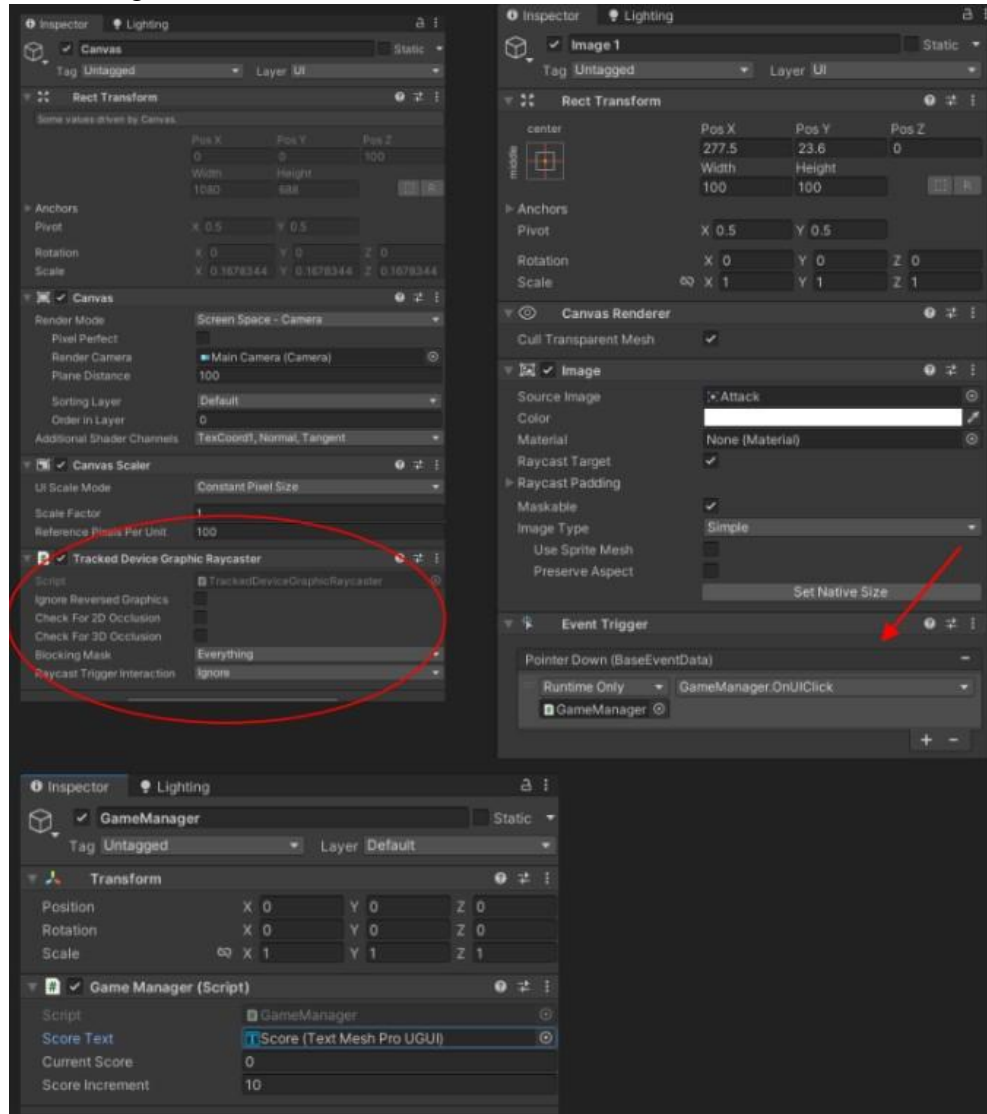 Inspector Lighting
Canvas Static
Tag Untagged Layer UI
Rect Transform
Some values driven by Canvas.
Pos X Pos Y Pos Z
0 0 100
Width Height
1080 688
R
Anchors
Pivot X 0.5 Y 0.5
Rotation X 0 Y 0 Z 0
Scale X 0.1678344 Y 0.1678344 Z 0.1678344
Canvas
Render Mode Screen Space - Camera
Pixel Perfect
Render Camera Main Camera (Camera)
Plane Distance 100
Sorting Layer Default
Order in Layer 0
Additional Shader Channels TexCoord1, Normal, Tangent
Canvas Scaler
UI Scale Mode Constant Pixel Size
Scale Factor 1
Reference Pixels Per Unit 100
Tracked Device Graphic Raycaster
Script TrackedDeviceGraphicRaycaster
Ignore Reversed Graphics
Check For 2D Occlusion
Check For 3D Occlusion
Blocking Mask Everything
Raycast Trigger Interaction Ignore
Inspector Lighting
Image 1 Static
Tag Untagged Layer UI
Rect Transform
center Pos X Pos Y Pos Z
277.5 23.6 0
middle Width Height
100 100 R
Anchors
Pivot X 0.5 Y 0.5
Rotation X 0 Y 0 Z 0
Scale X 1 Y 1 Z 1
Canvas Renderer
Cull Transparent Mesh
Image
Source Image Attack
Color
Material None (Material)
Raycast Target
Raycast Padding
Maskable
Image Type Simple
Use Sprite Mesh
Preserve Aspect
Set Native Size
Event Trigger
Pointer Down (BaseEventData)
Runtime Only GameManager.OnUIClick
GameManager
+ -
Inspector Lighting
GameManager Static
Tag Untagged Layer Default
Transform
Position X 0 Y 0 Z 0
Rotation X 0 Y 0 Z 0
Scale X 1 Y 1 Z 1
Game Manager (Script)
Script GameManager
Score Text Score (Text Mesh Pro UGUI)
Current Score 0
Score Increment 10